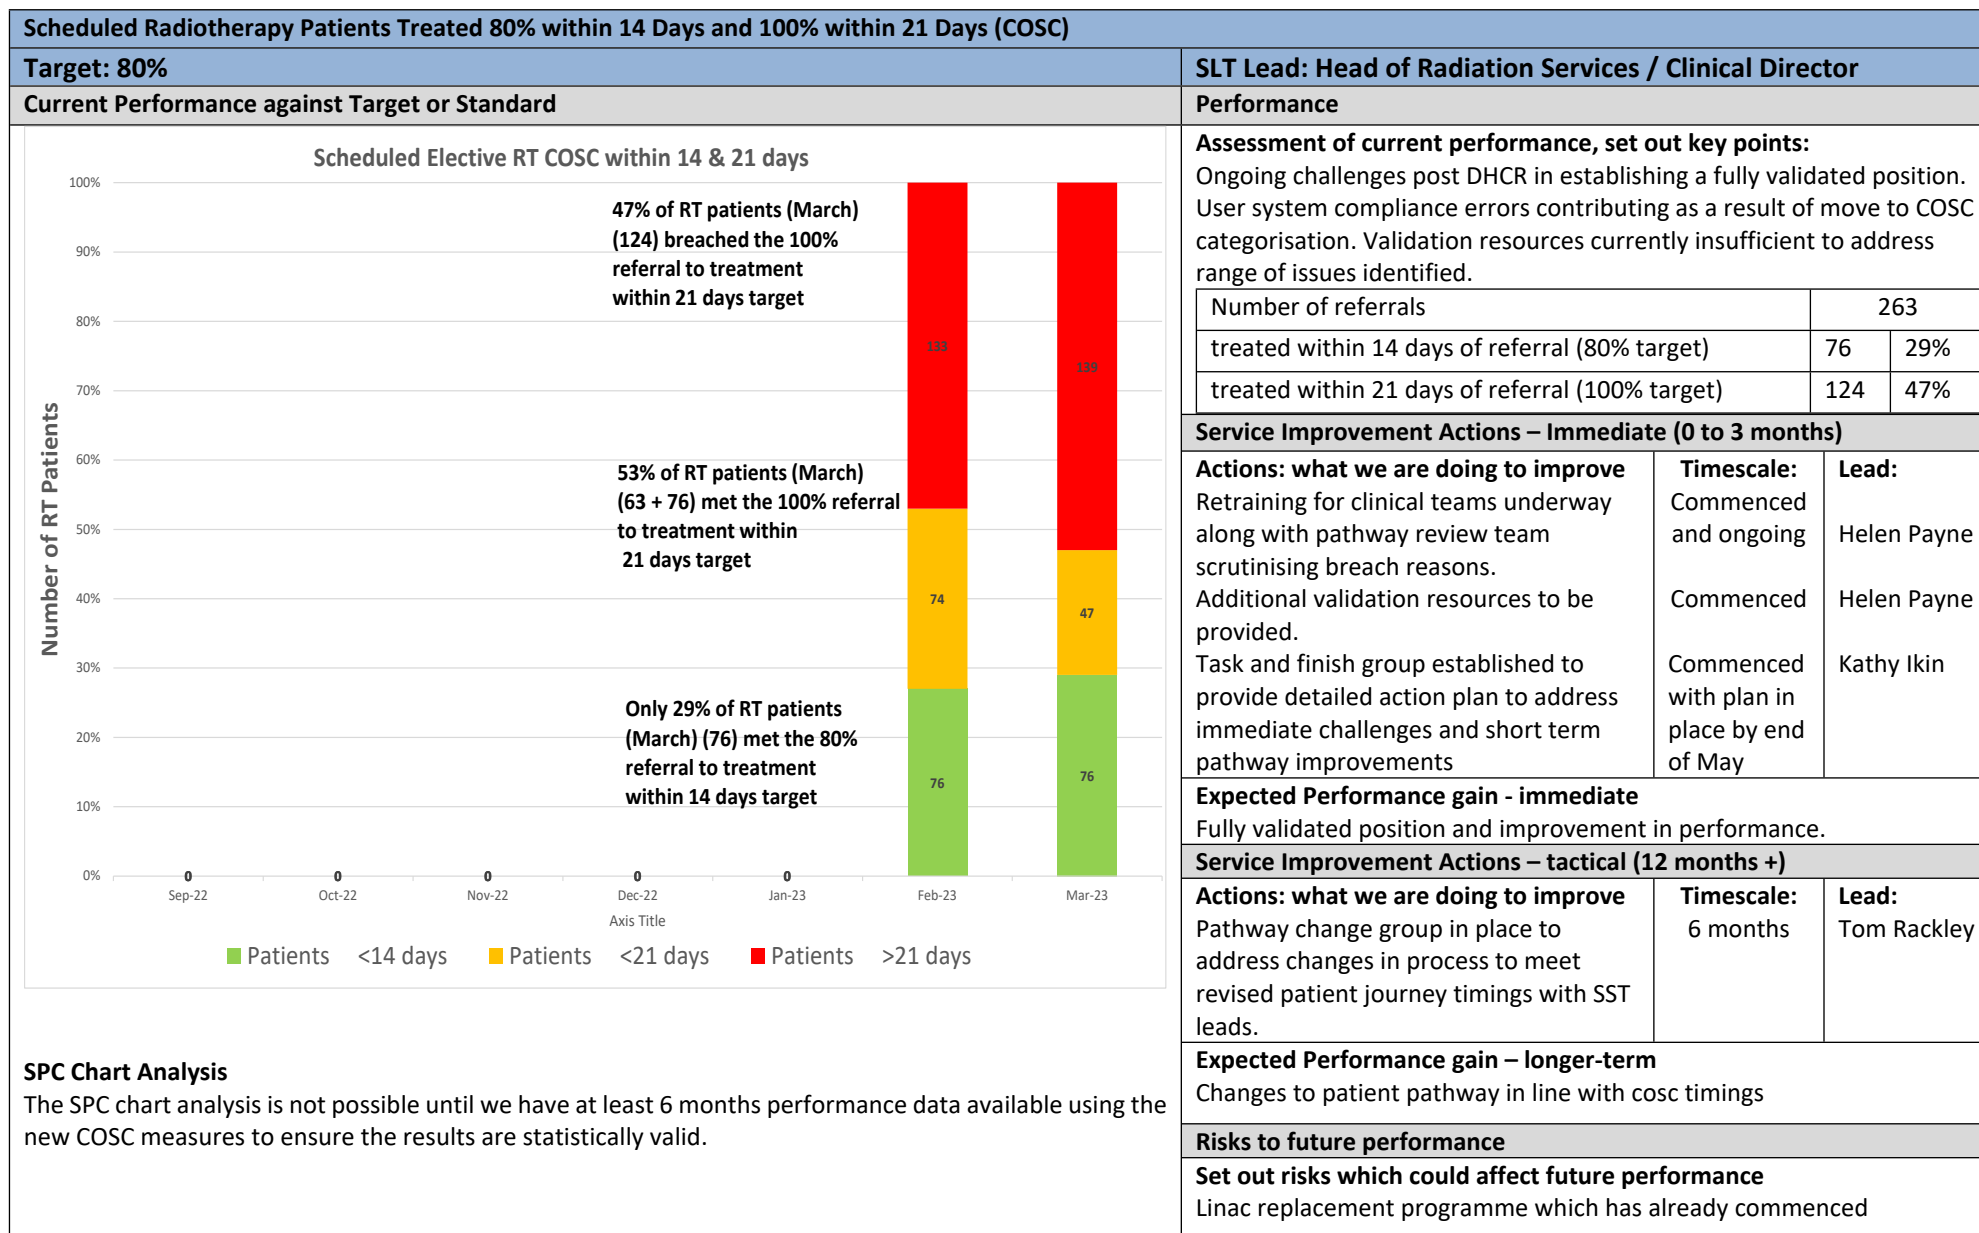 Scheduled Radiotherapy Patients Treated 80% within 14 Days and 100% within 21 Days (COSC)
Target: 80%
SLT Lead: Head of Radiation Services / Clinical Director
Current Performance against Target or Standard
Performance
Scheduled Elective RT COSC within 14 & 21 days
100%
90%
80%
70%
60%
50%
40%
30%
20%
10%
0%
Number of RT Patients
47% of RT patients (March)
(124) breached the 100%
referral to treatment
within 21 days target
53% of RT patients (March)
(63 + 76) met the 100% referral
to treatment within
21 days target
Only 29% of RT patients
(March) (76) met the 80%
referral to treatment
within 14 days target
133
74
76
139
47
76
0
0
0
0
0
Sep-22
Oct-22
Nov-22
Dec-22
Jan-23
Feb-23
Mar-23
Axis Title
Patients <14 days
Patients <21 days
Patients >21 days
SPC Chart Analysis
The SPC chart analysis is not possible until we have at least 6 months performance data available using the
new COSC measures to ensure the results are statistically valid.
Assessment of current performance, set out key points:
Ongoing challenges post DHCR in establishing a fully validated position.
User system compliance errors contributing as a result of move to COSC
categorisation. Validation resources currently insufficient to address
range of issues identified.
Number of referrals 263
treated within 14 days of referral (80% target) 76 29%
treated within 21 days of referral (100% target) 124 47%
Service Improvement Actions – Immediate (0 to 3 months)
Actions: what we are doing to improve Timescale: Lead:
Retraining for clinical teams underway Commenced
along with pathway review team and ongoing Helen Payne
scrutinising breach reasons.
Additional validation resources to be Commenced Helen Payne
provided.
Task and finish group established to Commenced Kathy Ikin
provide detailed action plan to address with plan in
immediate challenges and short term place by end
pathway improvements of May
Expected Performance gain - immediate
Fully validated position and improvement in performance.
Service Improvement Actions – tactical (12 months +)
Actions: what we are doing to improve Timescale: Lead:
Pathway change group in place to 6 months Tom Rackley
address changes in process to meet
revised patient journey timings with SST
leads.
Expected Performance gain – longer-term
Changes to patient pathway in line with cosc timings
Risks to future performance
Set out risks which could affect future performance
Linac replacement programme which has already commenced